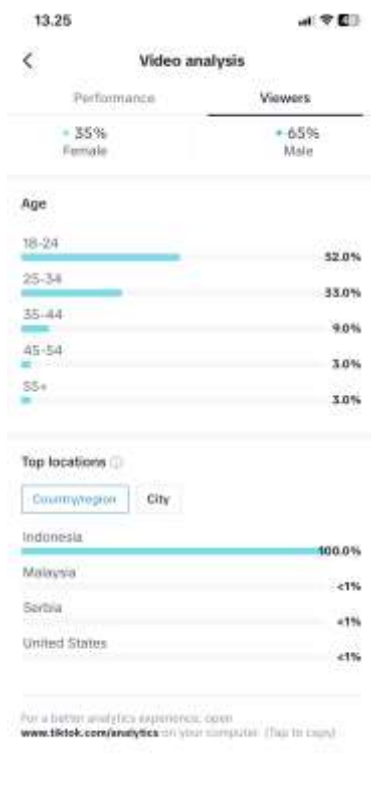 13.25
Video analysis
Performance Viewers
35% 65%
Female Male
Age
18-24
52.0%
25-34
33.0%
35-44
9.0%
45-54
3.0%
55+
3.0%
Top locations
Country/region City
Indonesia
100.0%
Malaysia
<1%
Serbia
<1%
United States
<1%
For a better analytics experience, open
www.tiktok.com/analytics on your computer. (Tap to copy)